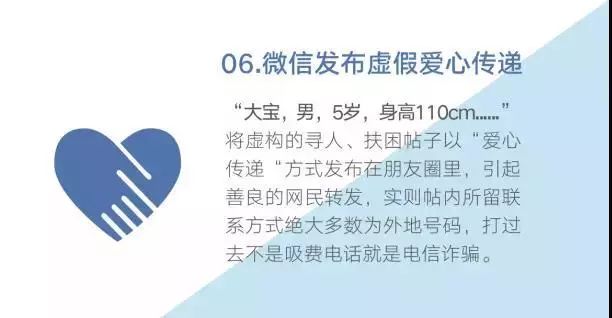 06.微信发布虚假爱心传递
“大宝，男，5岁，身高110cm……”
将虚构的寻人、扶困帖子以“爱心
传递“方式发布在朋友圈里，引起
善良的网民转发，实则帖内所留联
系方式绝大多数为外地号码，打过
去不是吸费电话就是电信诈骗。